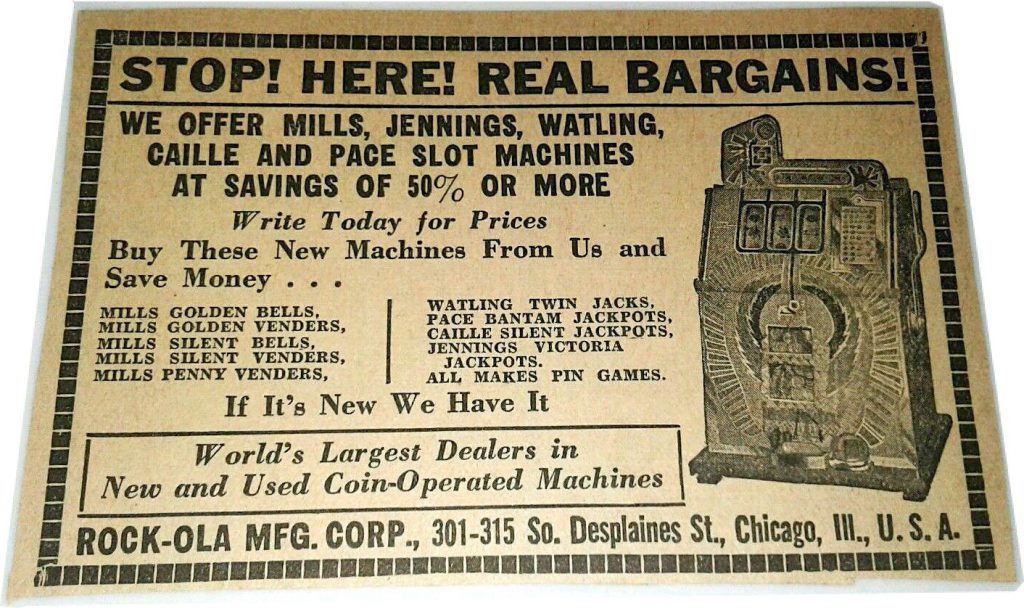 STOP! HERE! REAL BARGAINS!
WE OFFER MILLS, JENNINGS, WATLING,
CAILLE AND PACE SLOT MACHINES
AT SAVINGS OF 50% OR MORE
Write Today for Prices
Buy These New Machines From Us and
Save Money . . .
MILLS GOLDEN BELLS,
MILLS GOLDEN VENDERS,
MILLS SILENT BELLS,
MILLS SILENT VENDERS,
MILLS PENNY VENDERS,
WATLING TWIN JACKS,
PACE BANTAM JACKPOTS,
CAILLE SILENT JACKPOTS,
JENNINGS VICTORIA
JACKPOTS.
ALL MAKES PIN GAMES.
If It's New We Have It
World's Largest Dealers in
New and Used Coin-Operated Machines
ROCK-OLA MFG. CORP., 301-315 So. Desplaines St., Chicago, Ill., U. S. A.